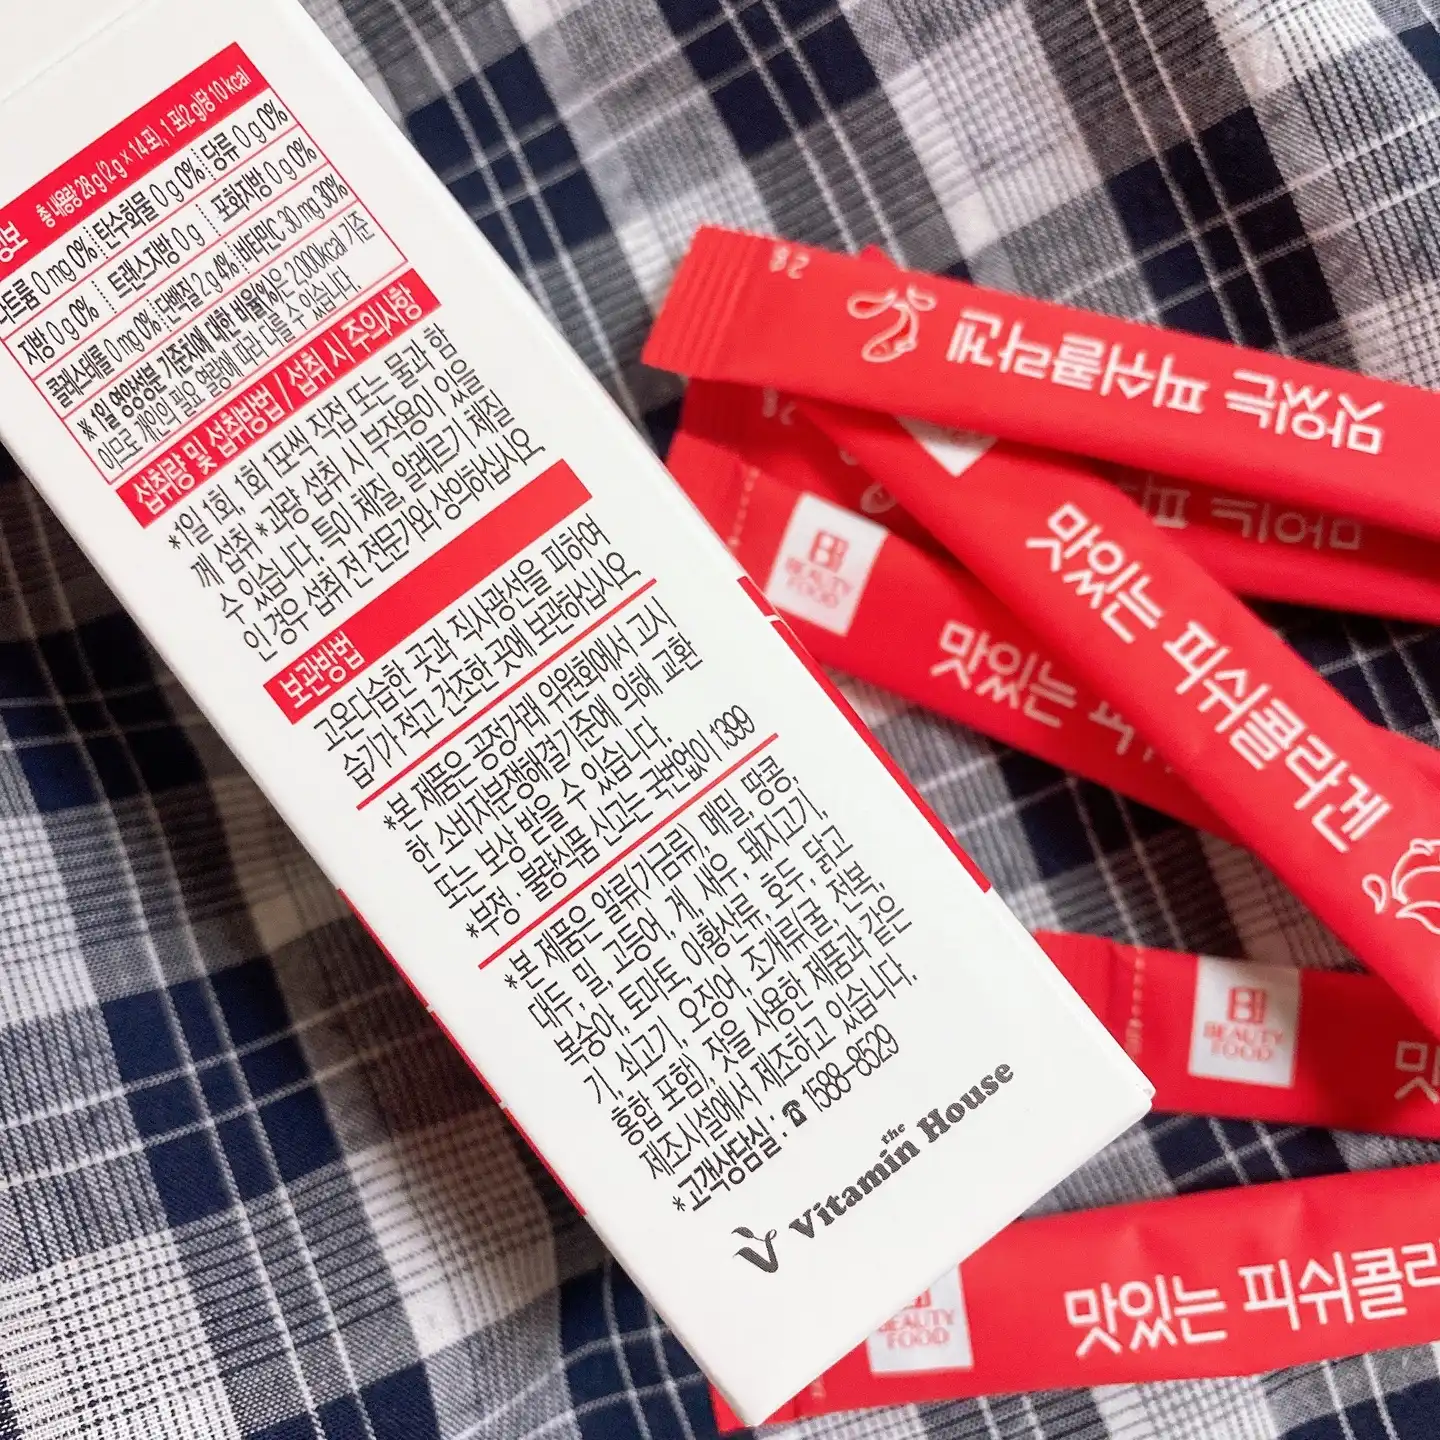 정보 총 내용량 28 g (2 g x 14포), 1 포(2 g)당 10 kcal
나트륨 0 mg 0% 탄수화물 0 g 0% 당류 0 g 0%
지방 0 g 0% 트랜스지방 0 g 포화지방 0 g 0%
콜레스테롤 0 mg 0% 단백질 2 g 4% 비타민C 30 mg 30%
※ 1일 영양성분 기준치에 대한 비율(%)은 2,000kcal 기준
이므로 개인의 필요 열량에 따라 다를 수 있습니다.
섭취량 및 섭취방법 / 섭취 시 주의사항
*1일 1회, 1회 1포씩 직접 또는 물과 함
께 섭취 *과량 섭취 시 부작용이 있을
수 있습니다. 특이 체질, 알레르기 체질
인 경우 섭취 전 전문가와 상의하십시오.
보관방법
고온다습한 곳과 직사광선을 피하여
습기가 적고 건조한 곳에 보관하십시오.
*본 제품은 공정거래 위원회에서 고시
한 소비자분쟁해결기준에 의해 교환
또는 보상 받을 수 있습니다.
*부정 . 불량식품 신고는 국번없이 1399
*본 제품은 알류(가금류), 메밀, 땅콩,
대두, 밀, 고등어, 게, 새우, 돼지고기,
복숭아, 토마토, 아황산류, 호두, 닭고
기, 쇠고기, 오징어, 조개류(굴, 전복,
홍합 포함), 잣을 사용한 제품과 같은
제조시설에서 제조하고 있습니다.
*고객상담실 : ☎ 1588-8529
the
Vitamin House
맛있는 피쉬콜라겐
맛있는 피
맛있는 피쉬콜라겐
BEAUTY
FOOD
맛있는
BEAUTY
FOOD
BEAUTY
FOOD
맛있는 피쉬콜라